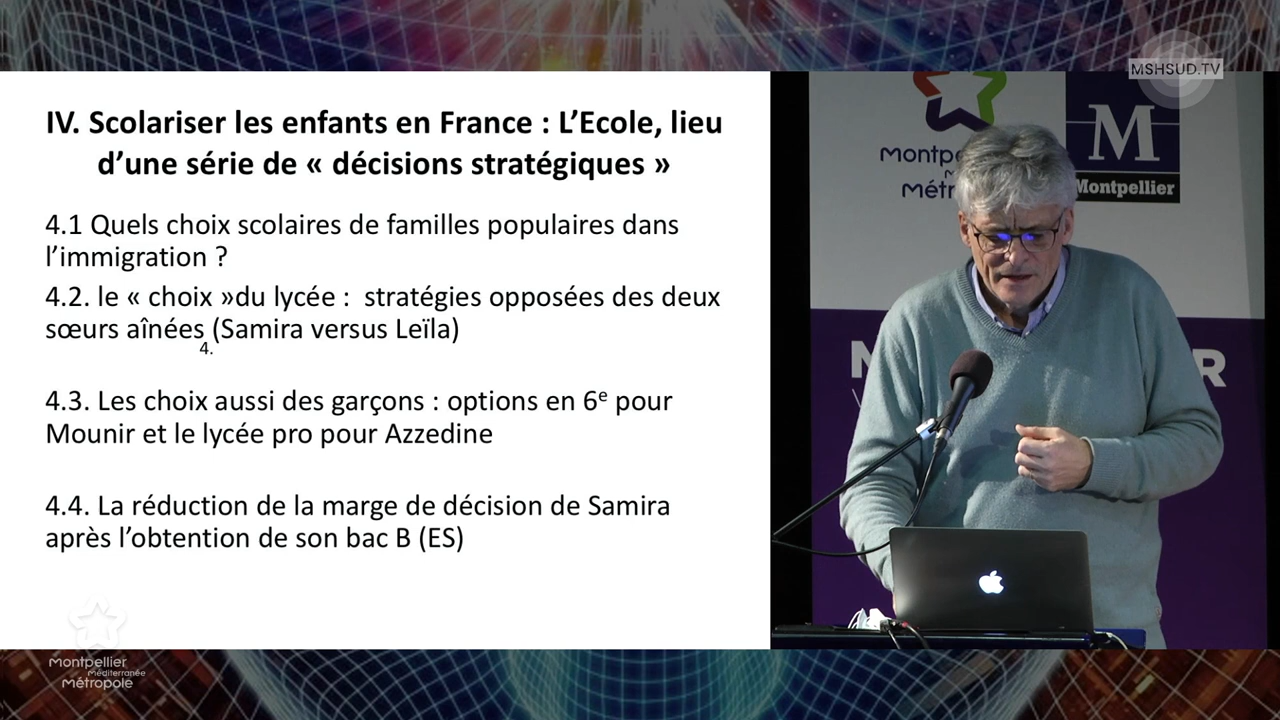 MSHSUD.TV
IV. Scolariser les enfants en France : L’Ecole, lieu
d’une série de « décisions stratégiques »
4.1 Quels choix scolaires de familles populaires dans
l’immigration ?
4.2. le « choix »du lycée :  stratégies opposées des deux
sœurs aînées (Samira versus Leïla)
4.
4.3. Les choix aussi des garçons : options en 6e pour
Mounir et le lycée pro pour Azzedine
4.4. La réduction de la marge de décision de Samira
après l’obtention de son bac B (ES)
M
Montpellier
Montpellier
Méditerranée
Métropole